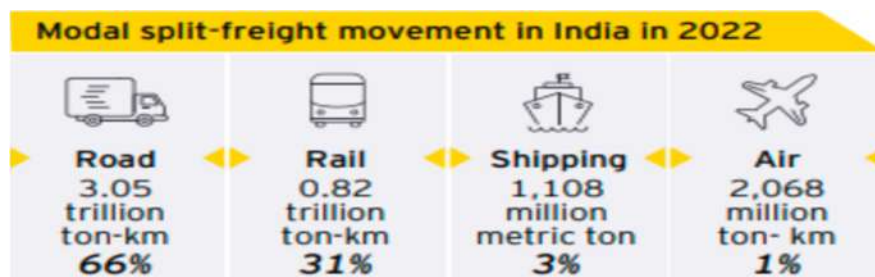 Modal split-freight movement in India in 2022
Road
3.05
trillion
ton-km
66%
Rail
0.82
trillion
ton-km
31%
Shipping
1,108
million
metric ton
3%
Air
2,068
million
ton- km
1%